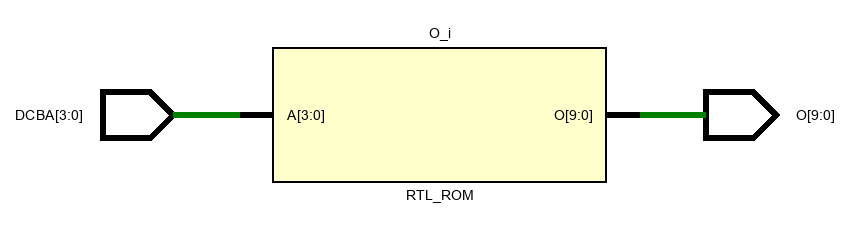 O_i
DCBA[3:0]
A[3:0]
O[9:0]
O[9:0]
RTL_ROM